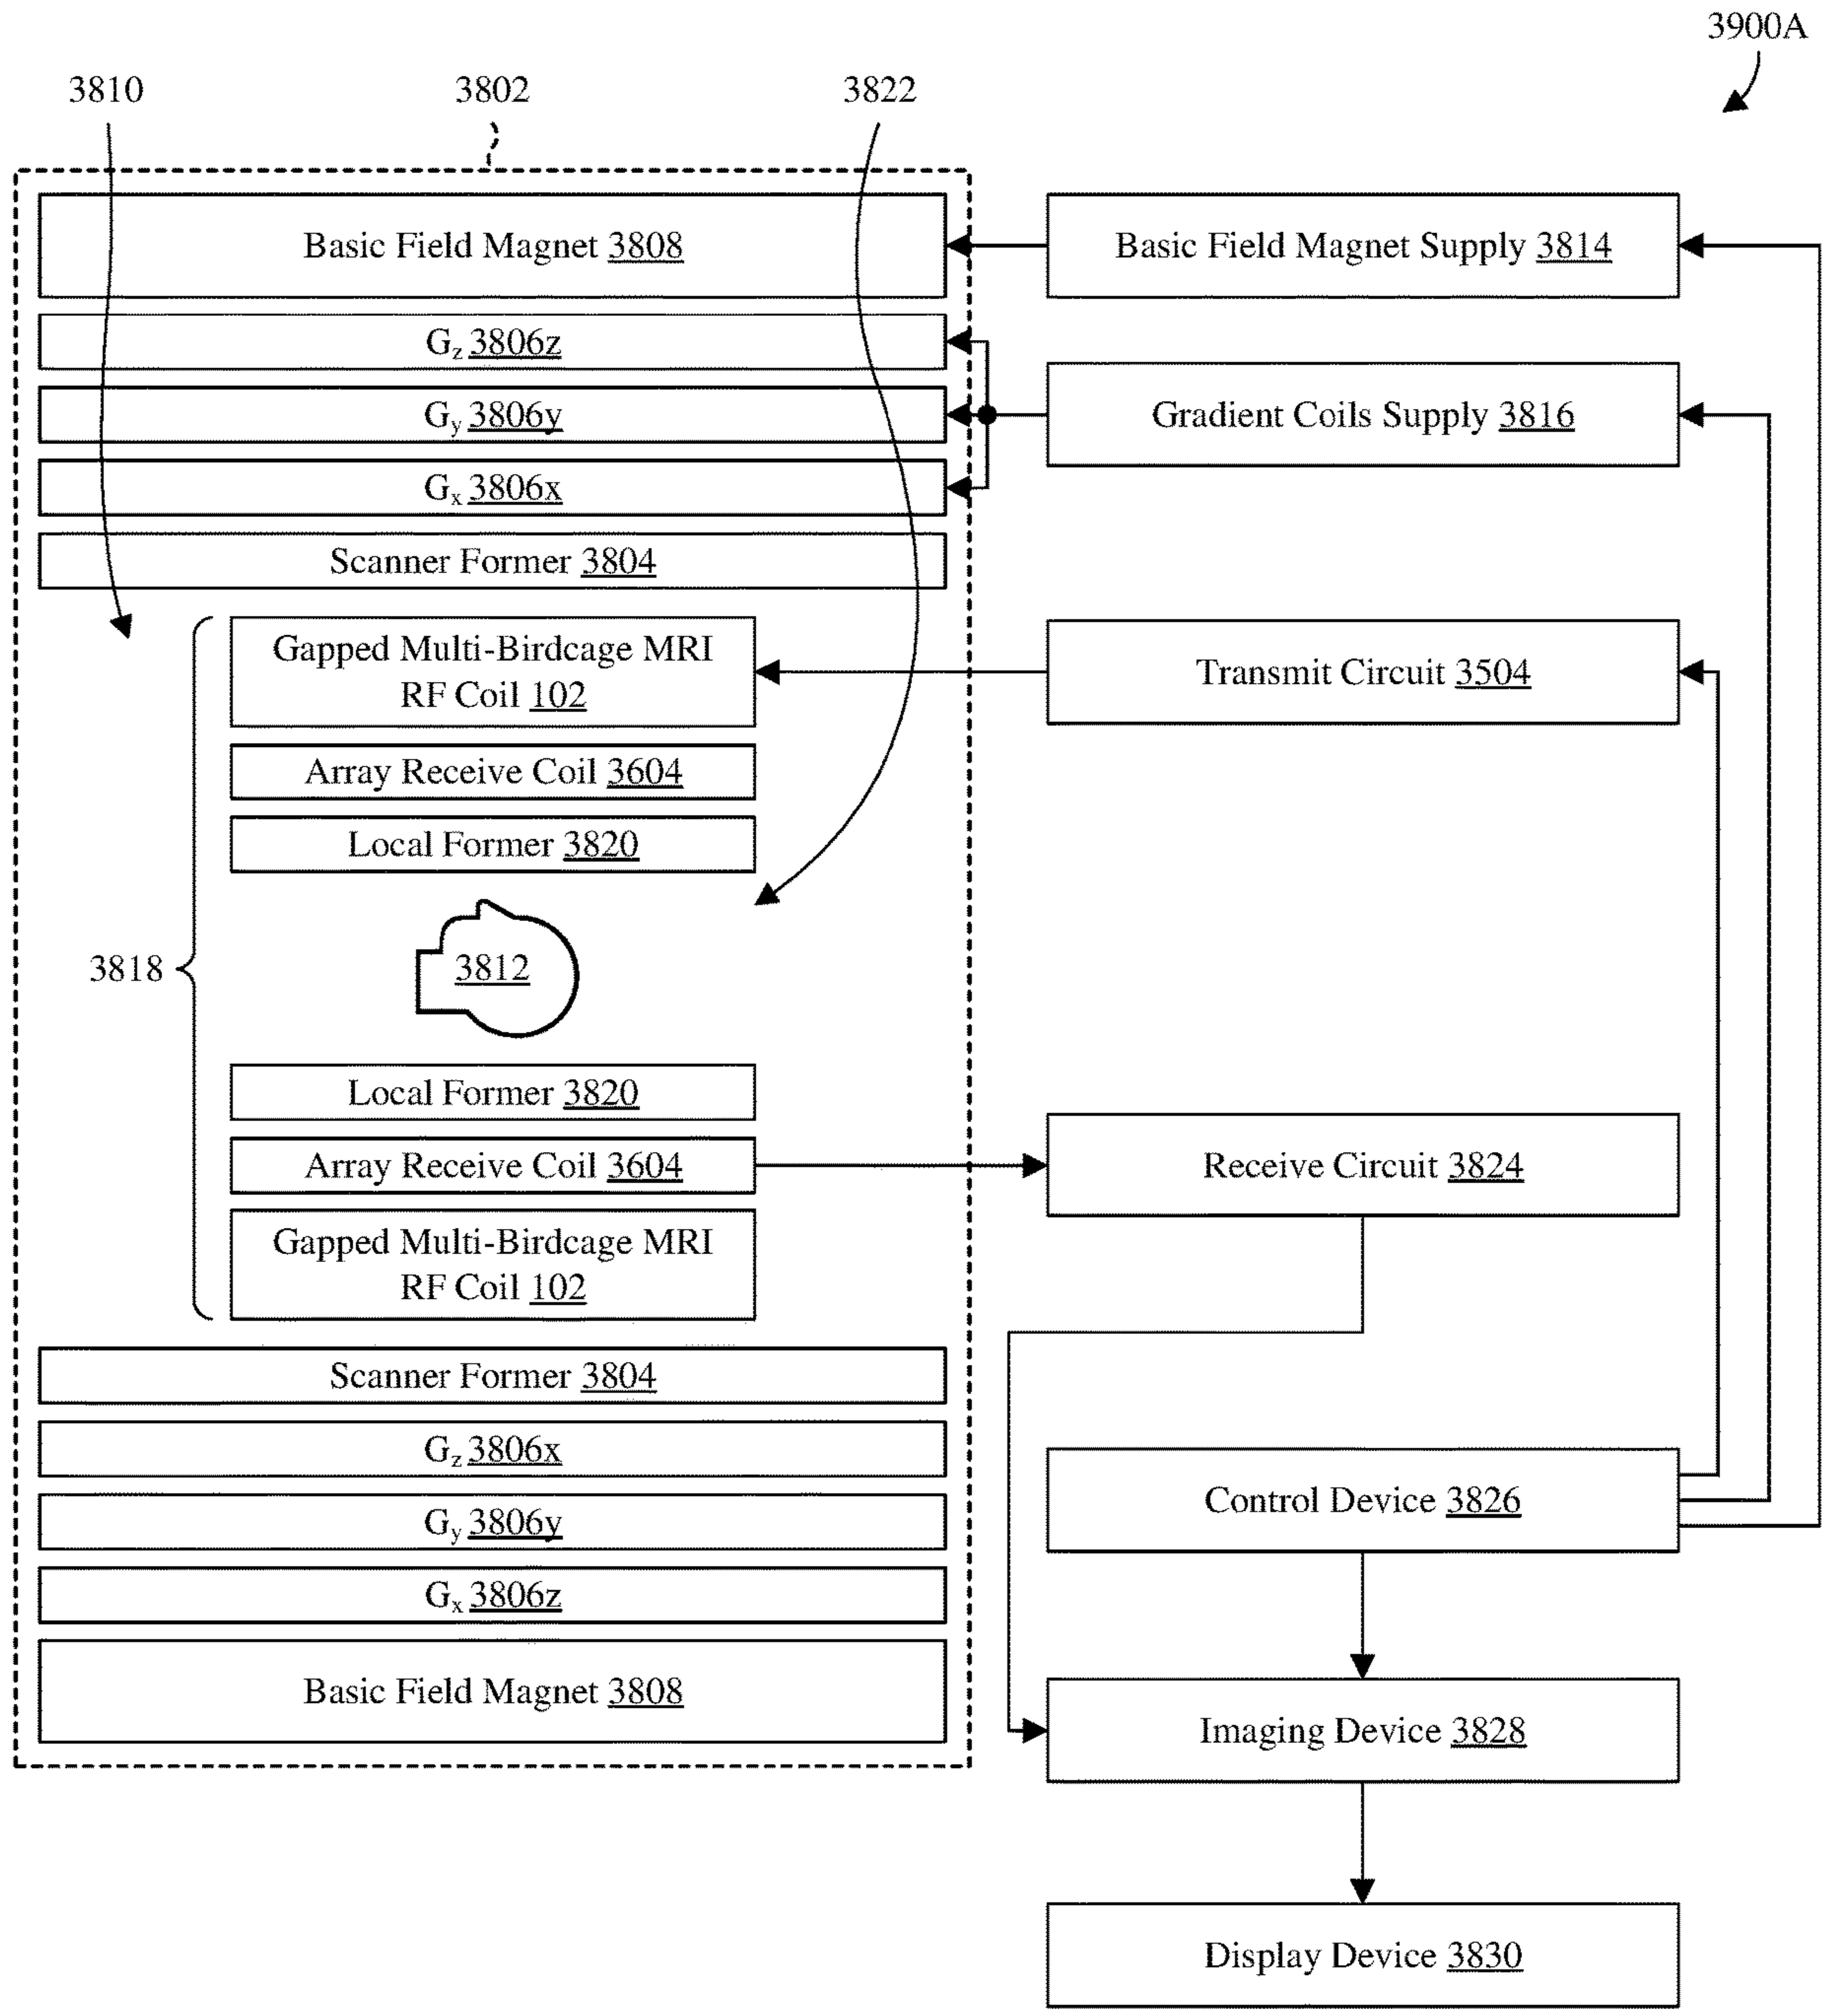 3900A
3810
3802
3822
Basic Field Magnet 3808
Basic Field Magnet Supply 3814
Gz 3806z
Gy 3806y
Gradient Coils Supply 3816
Gx 3806x
Scanner Former 3804
Gapped Multi-Birdcage MRI
RF Coil 102
Transmit Circuit 3504
Array Receive Coil 3604
Local Former 3820
3812
3818
Local Former 3820
Array Receive Coil 3604
Receive Circuit 3824
Gapped Multi-Birdcage MRI
RF Coil 102
Scanner Former 3804
Gz 3806x
Control Device 3826
Gy 3806y
Gx 3806z
Basic Field Magnet 3808
Imaging Device 3828
Display Device 3830